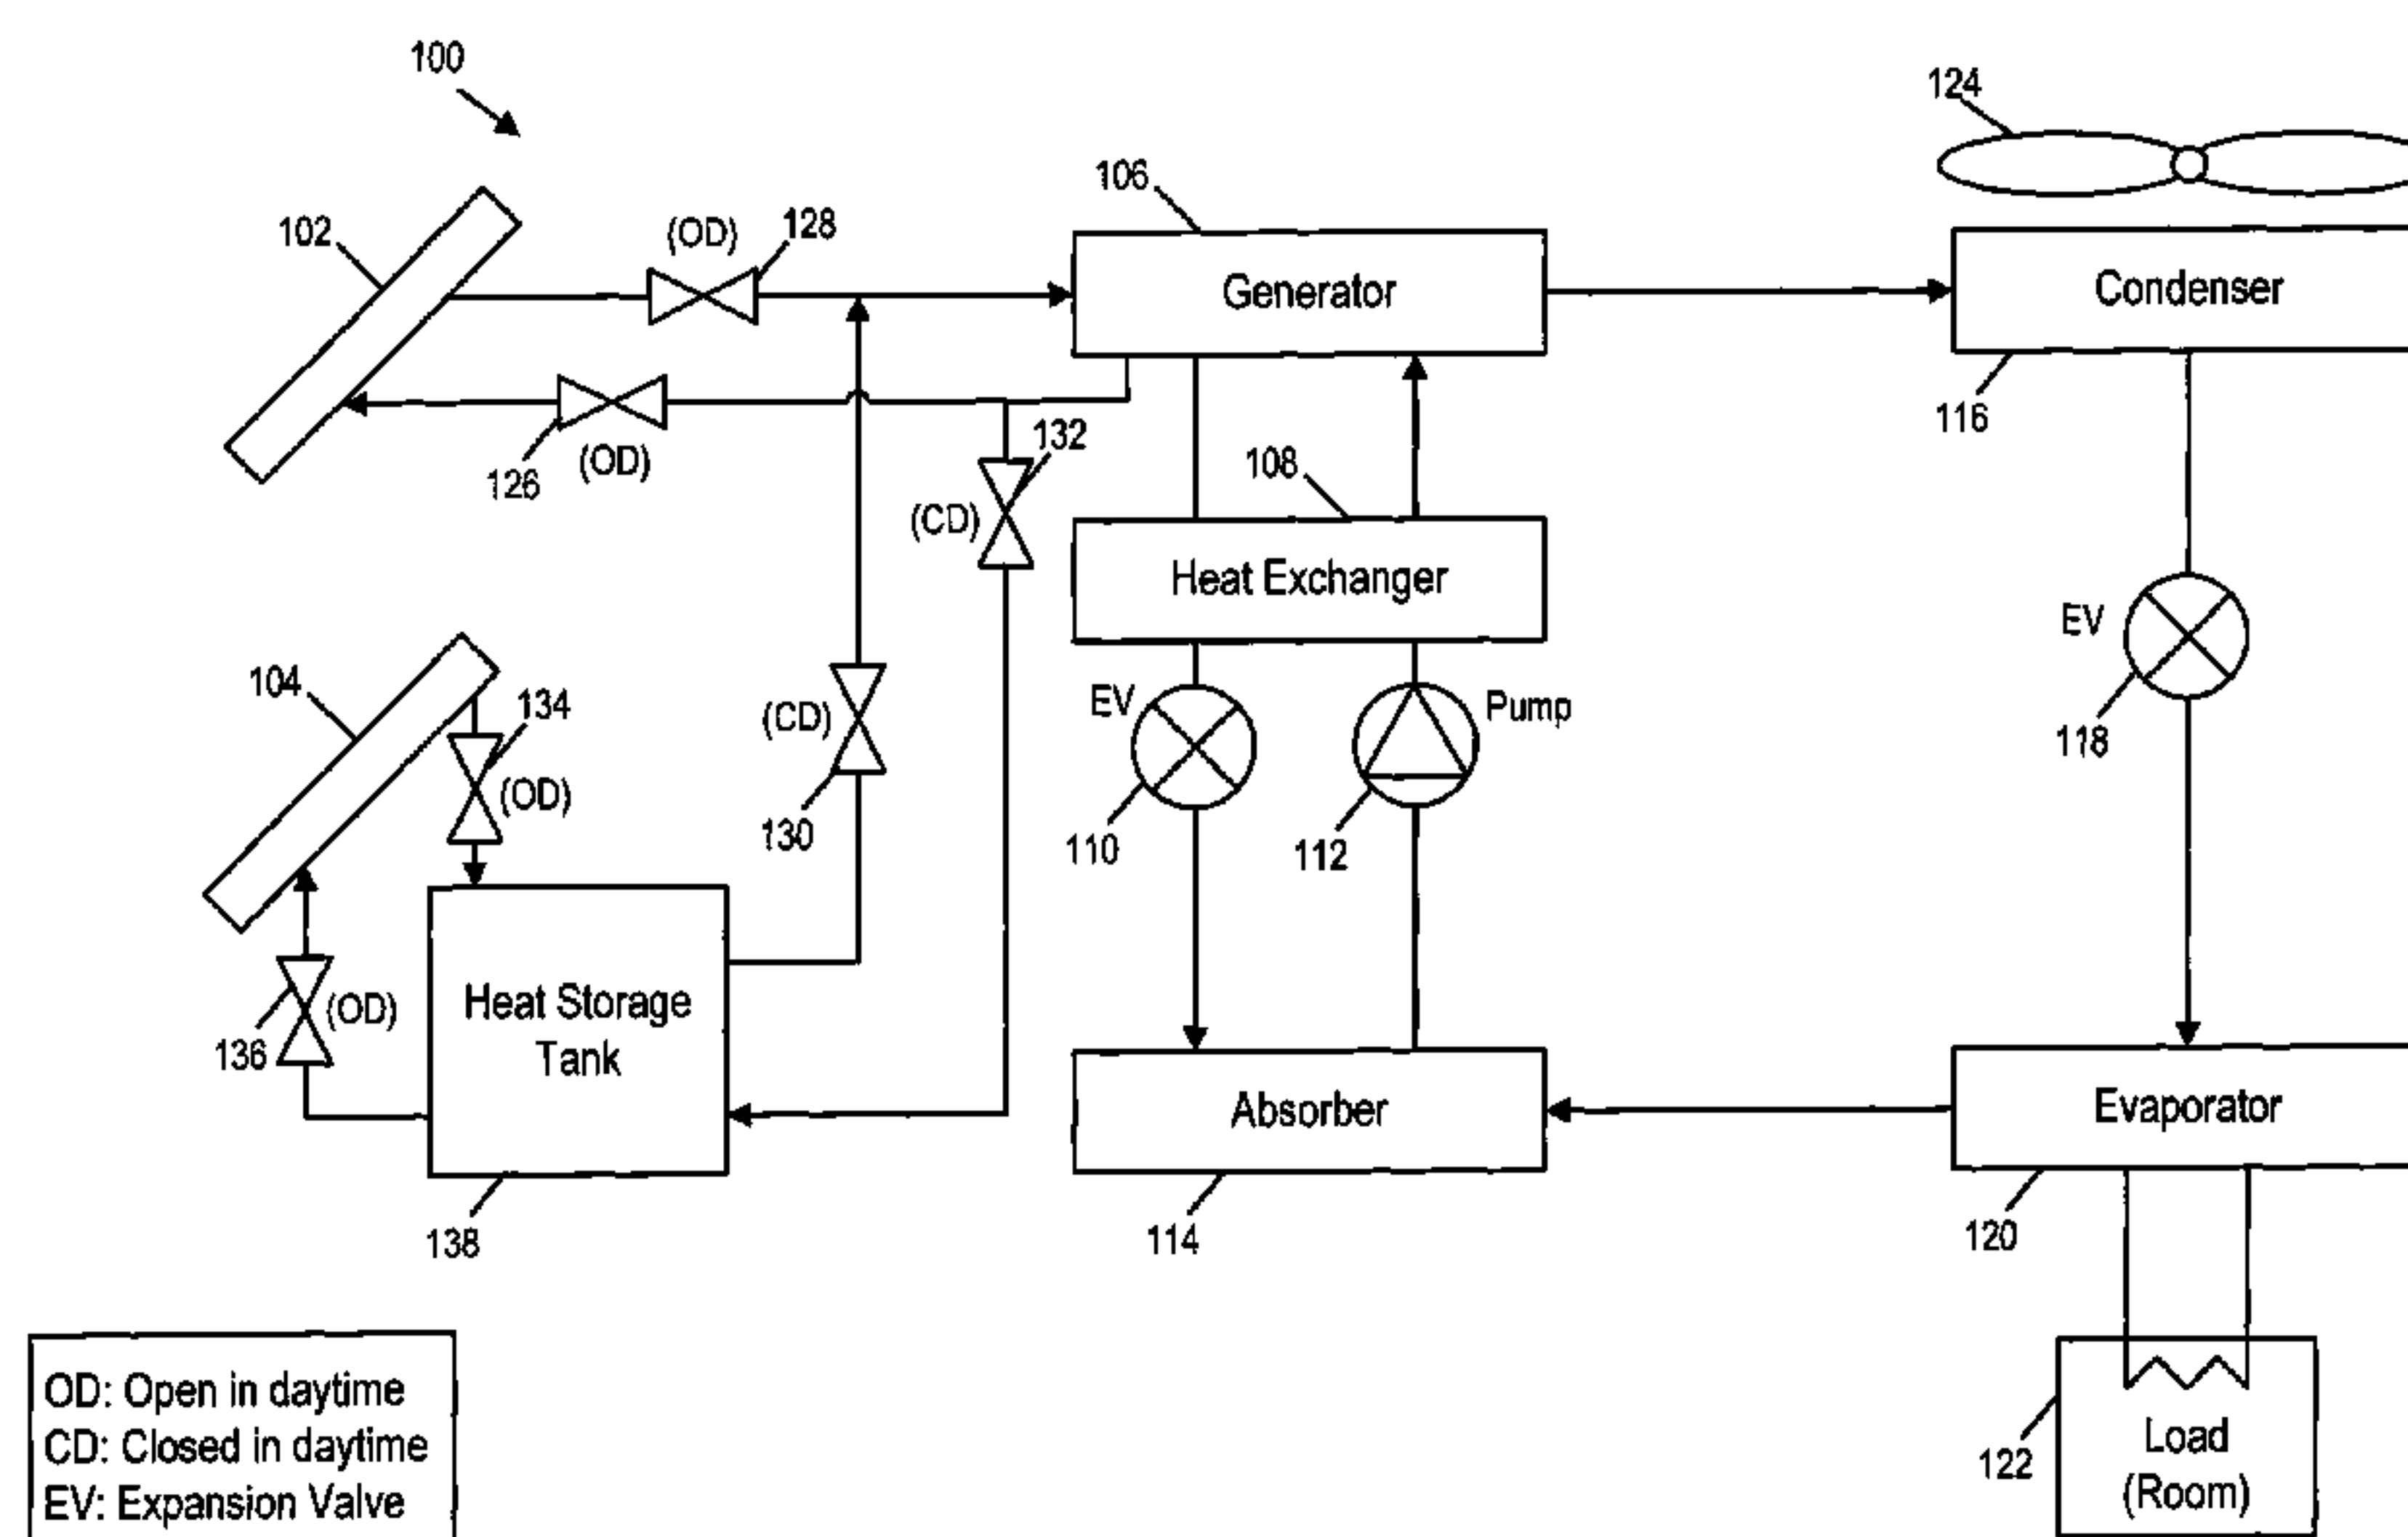 100
124
106
102
(OD)
128
Generator
Condenser
116
126
(OD)
132
108
(CD)
Heat Exchanger
EV
118
104
134
(OD)
(CD)
130
EV
Pump
110
112
Heat Storage
Tank
136
(OD)
Absorber
Evaporator
138
114
120
OD: Open in daytime
CD: Closed in daytime
EV: Expansion Valve
122
Load
(Room)